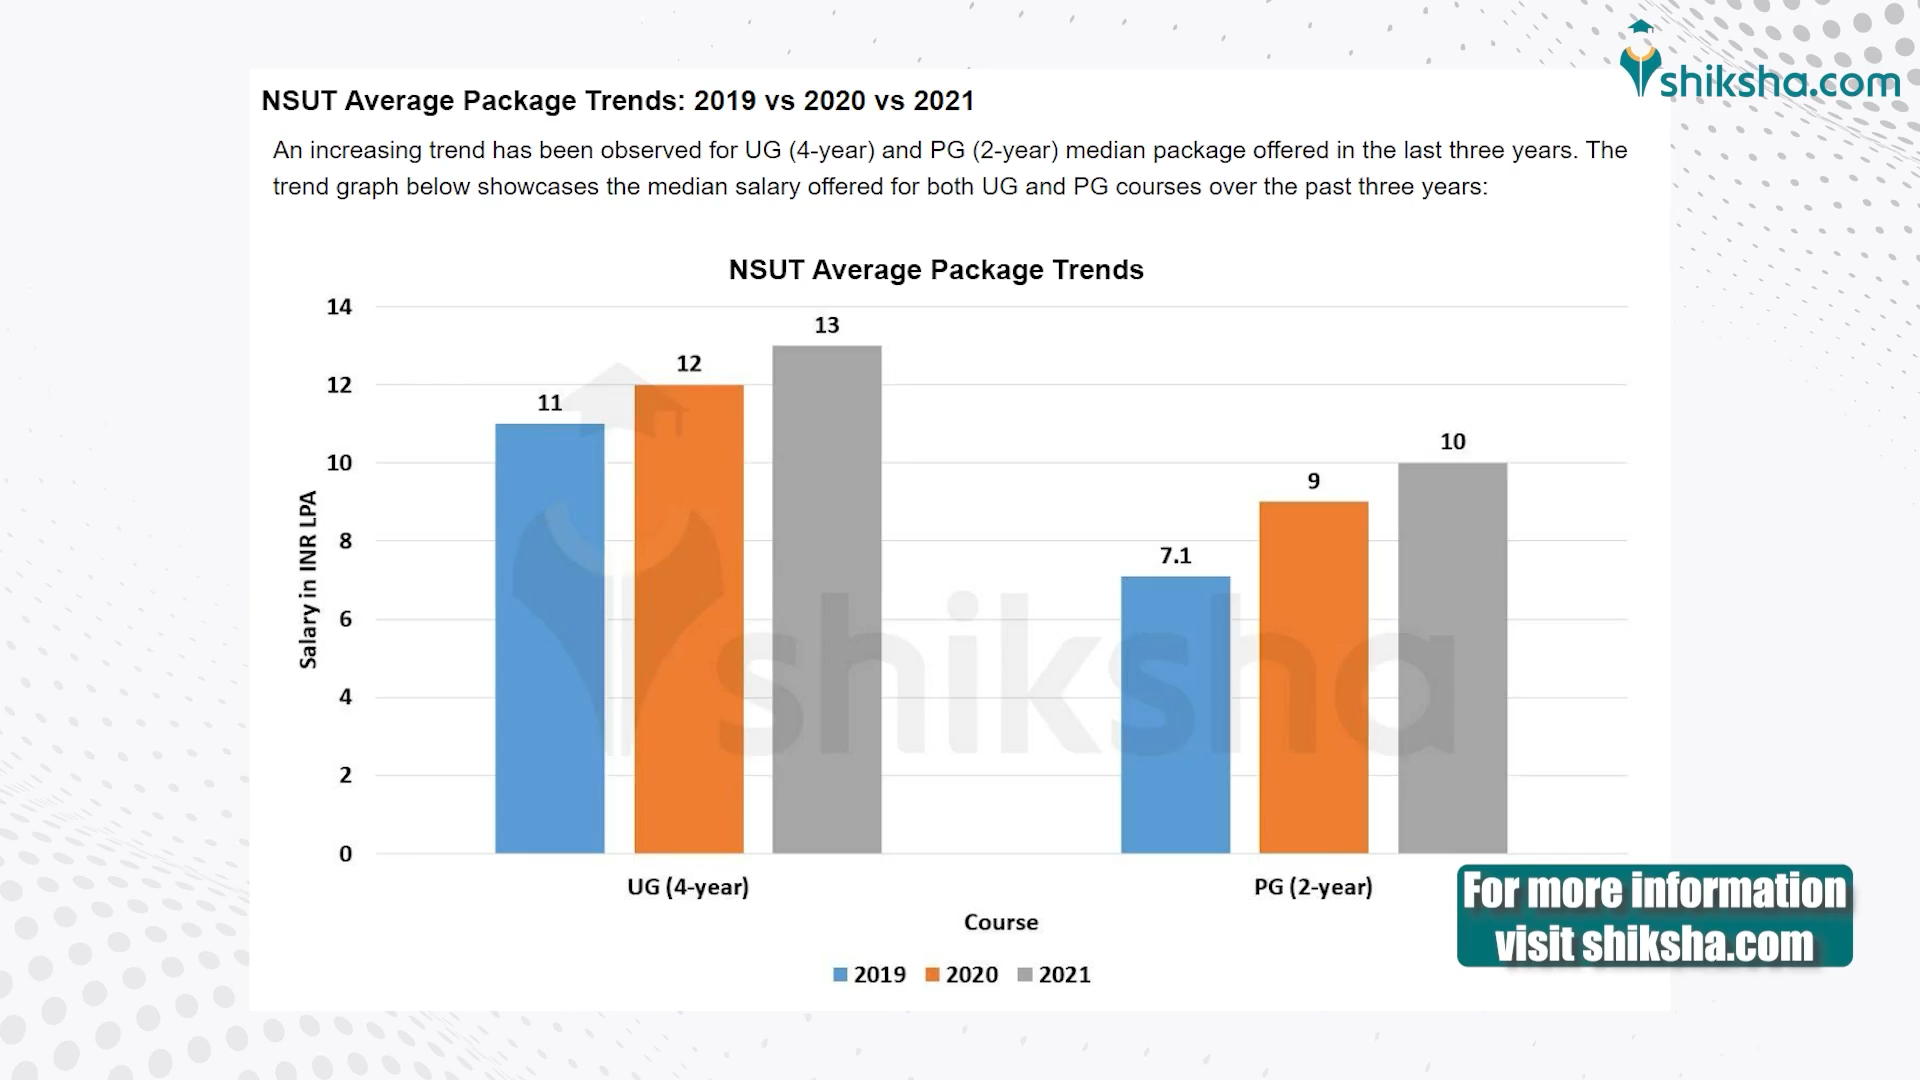 shiksha.com
NSUT Average Package Trends: 2019 vs 2020 vs 2021
An increasing trend has been observed for UG (4-year) and PG (2-year) median package offered in the last three years. The
trend graph below showcases the median salary offered for both UG and PG courses over the past three years:
NSUT Average Package Trends
Salary in INR LPA
14
12
10
8
6
4
2
0
11
12
13
7.1
9
10
shiksha
UG (4-year)
PG (2-year)
Course
2019
2020
2021
For more information
visit shiksha.com